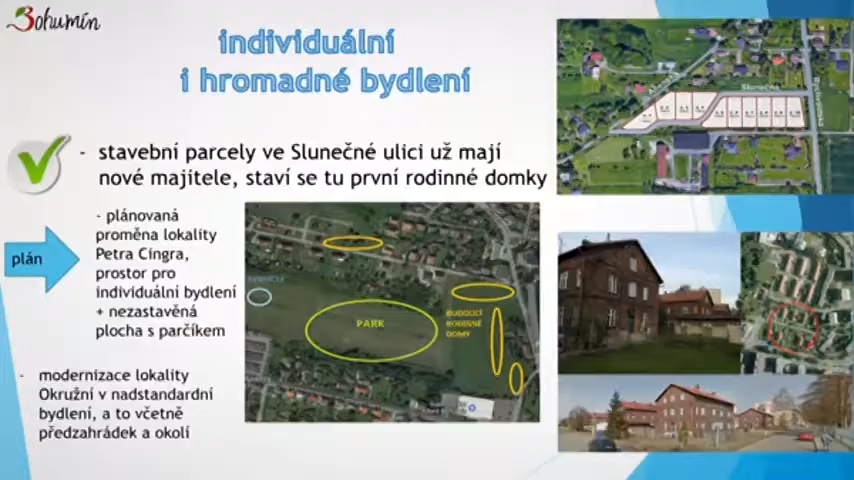 Bohumín
individuální
i hromadné bydlení
- stavební parcely ve Slunečné ulici už mají
nové majitele, staví se tu první rodinné domky
plán
- plánovaná
proměna lokality
Petra Cingra,
prostor pro
individuální bydlení
+ nezastavěná
plocha s parčíkem
- modernizace lokality
Okružní v nadstandardní
bydlení, a to včetně
předzahrádek a okolí
PARK
BUDOUCÍ
RODINNÉ
DOMY
Slunečná